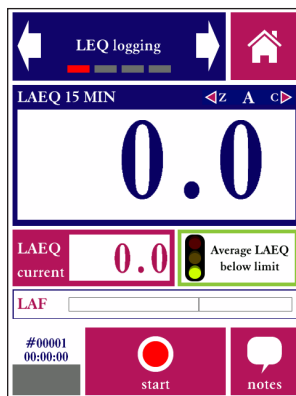 LEQ logging
LAEQ 15 MIN Z A C
0.0
LAEQ
current
0.0
Average LAEQ
below limit
LAF
#00001
00:00:00
start
notes